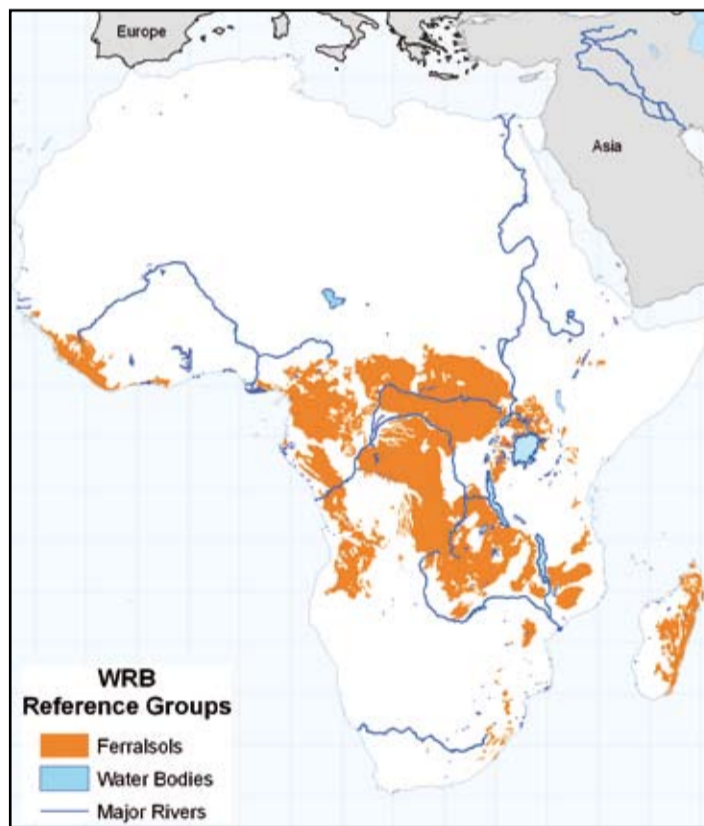 Europe
Asia
WRB
Reference Groups
Ferralsols
Water Bodies
Major Rivers